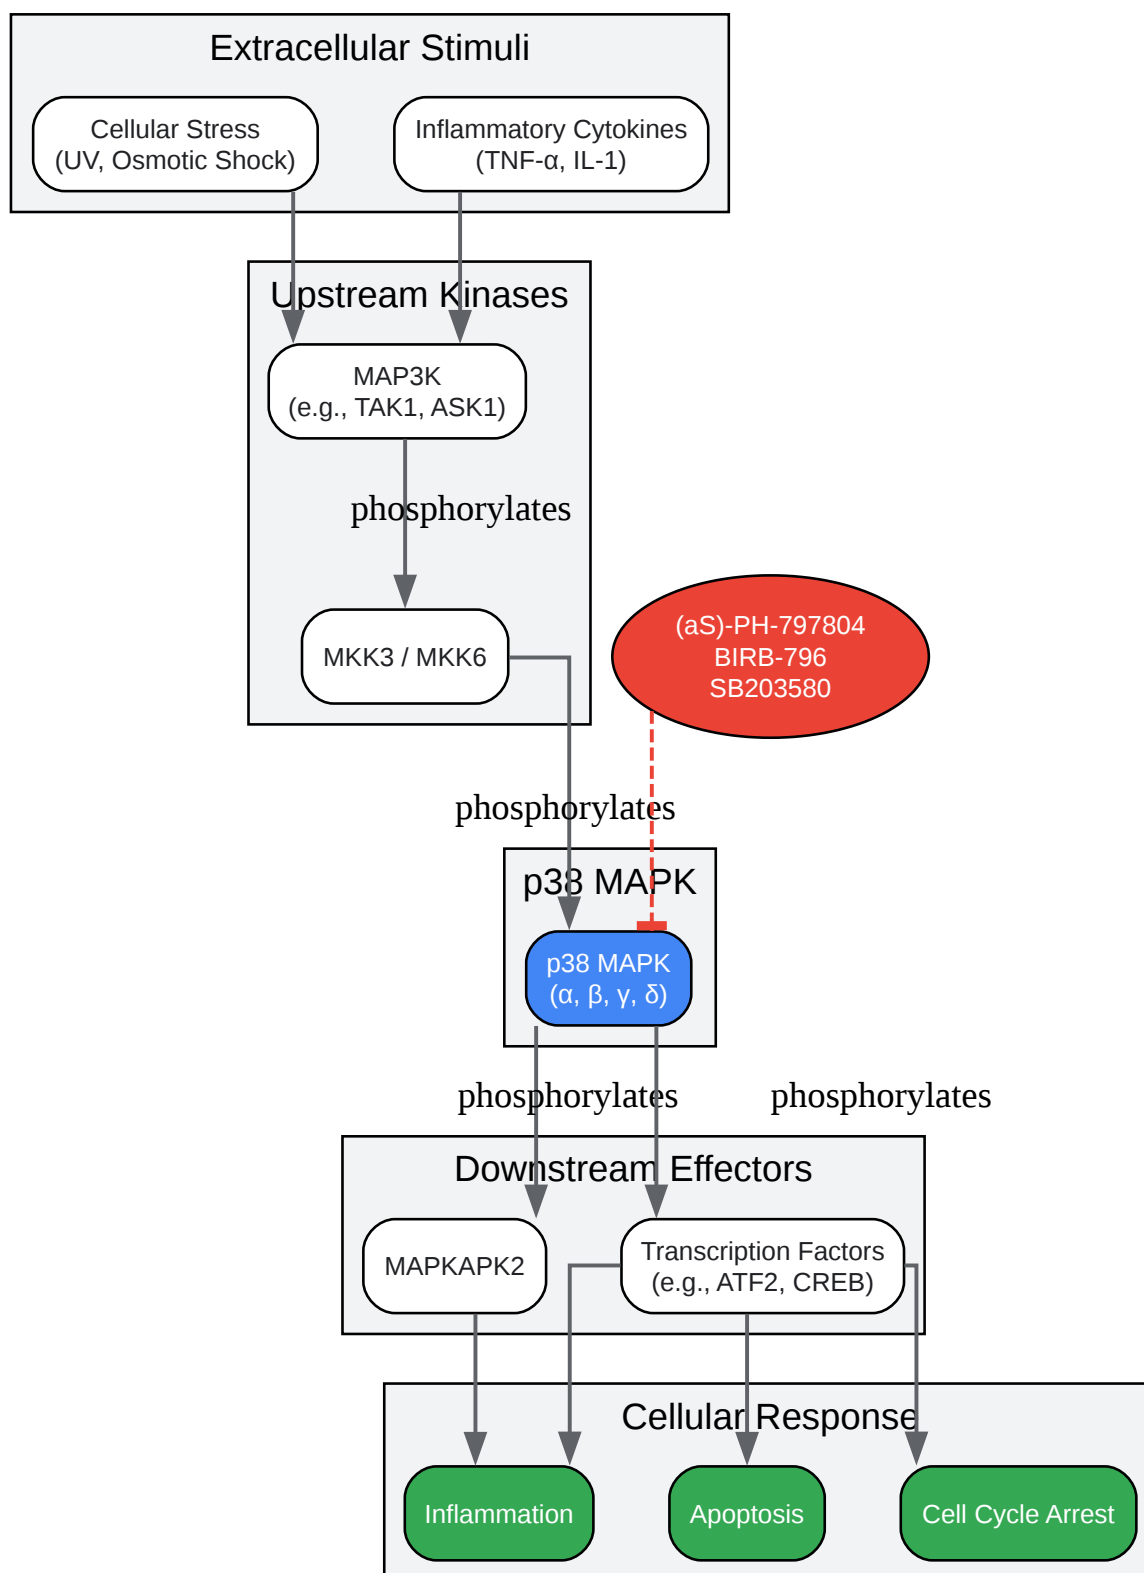 Extracellular Stimuli
Cellular Stress
(UV, Osmotic Shock)
Inflammatory Cytokines
(TNF-α, IL-1)
Upstream Kinases
MAP3K
(e.g., TAK1, ASK1)
phosphorylates
MKK3 / MKK6
(aS)-PH-797804
BIRB-796
SB203580
phosphorylates
p38 MAPK
p38 MAPK
(α, β, γ, δ)
phosphorylates
phosphorylates
Downstream Effectors
MAPKAPK2
Transcription Factors
(e.g., ATF2, CREB)
Cellular Response
Inflammation
Apoptosis
Cell Cycle Arrest